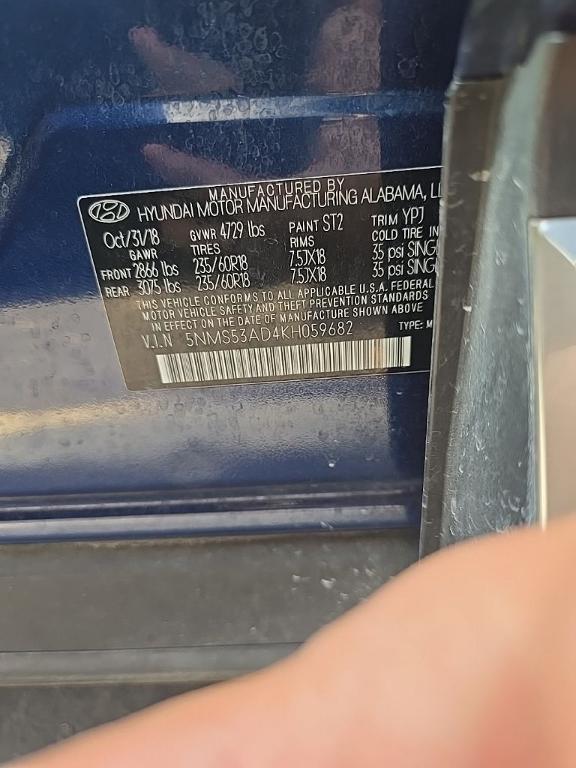 MANUFACTURED BY
HYUNDAI MOTOR MANUFACTURING ALABAMA, LL
Oct/31/18 GVWR 4729 lbs PAINT ST2 TRIM YPJ
GAWR TIRES RIMS COLD TIRE IN
FRONT 2866 lbs 235/60R18 7.5JX18 35 psi SINGL
REAR 3075 lbs 235/60R18 7.5JX18 35 psi SINGL
THIS VEHICLE CONFORMS TO ALL APPLICABLE U.S.A. FEDERAL
MOTOR VEHICLE SAFETY AND THEFT PREVENTION STANDARDS
IN EFFECT ON THE DATE OF MANUFACTURE SHOWN ABOVE
V.I.N 5NMS53AD4KH059682 TYPE: M